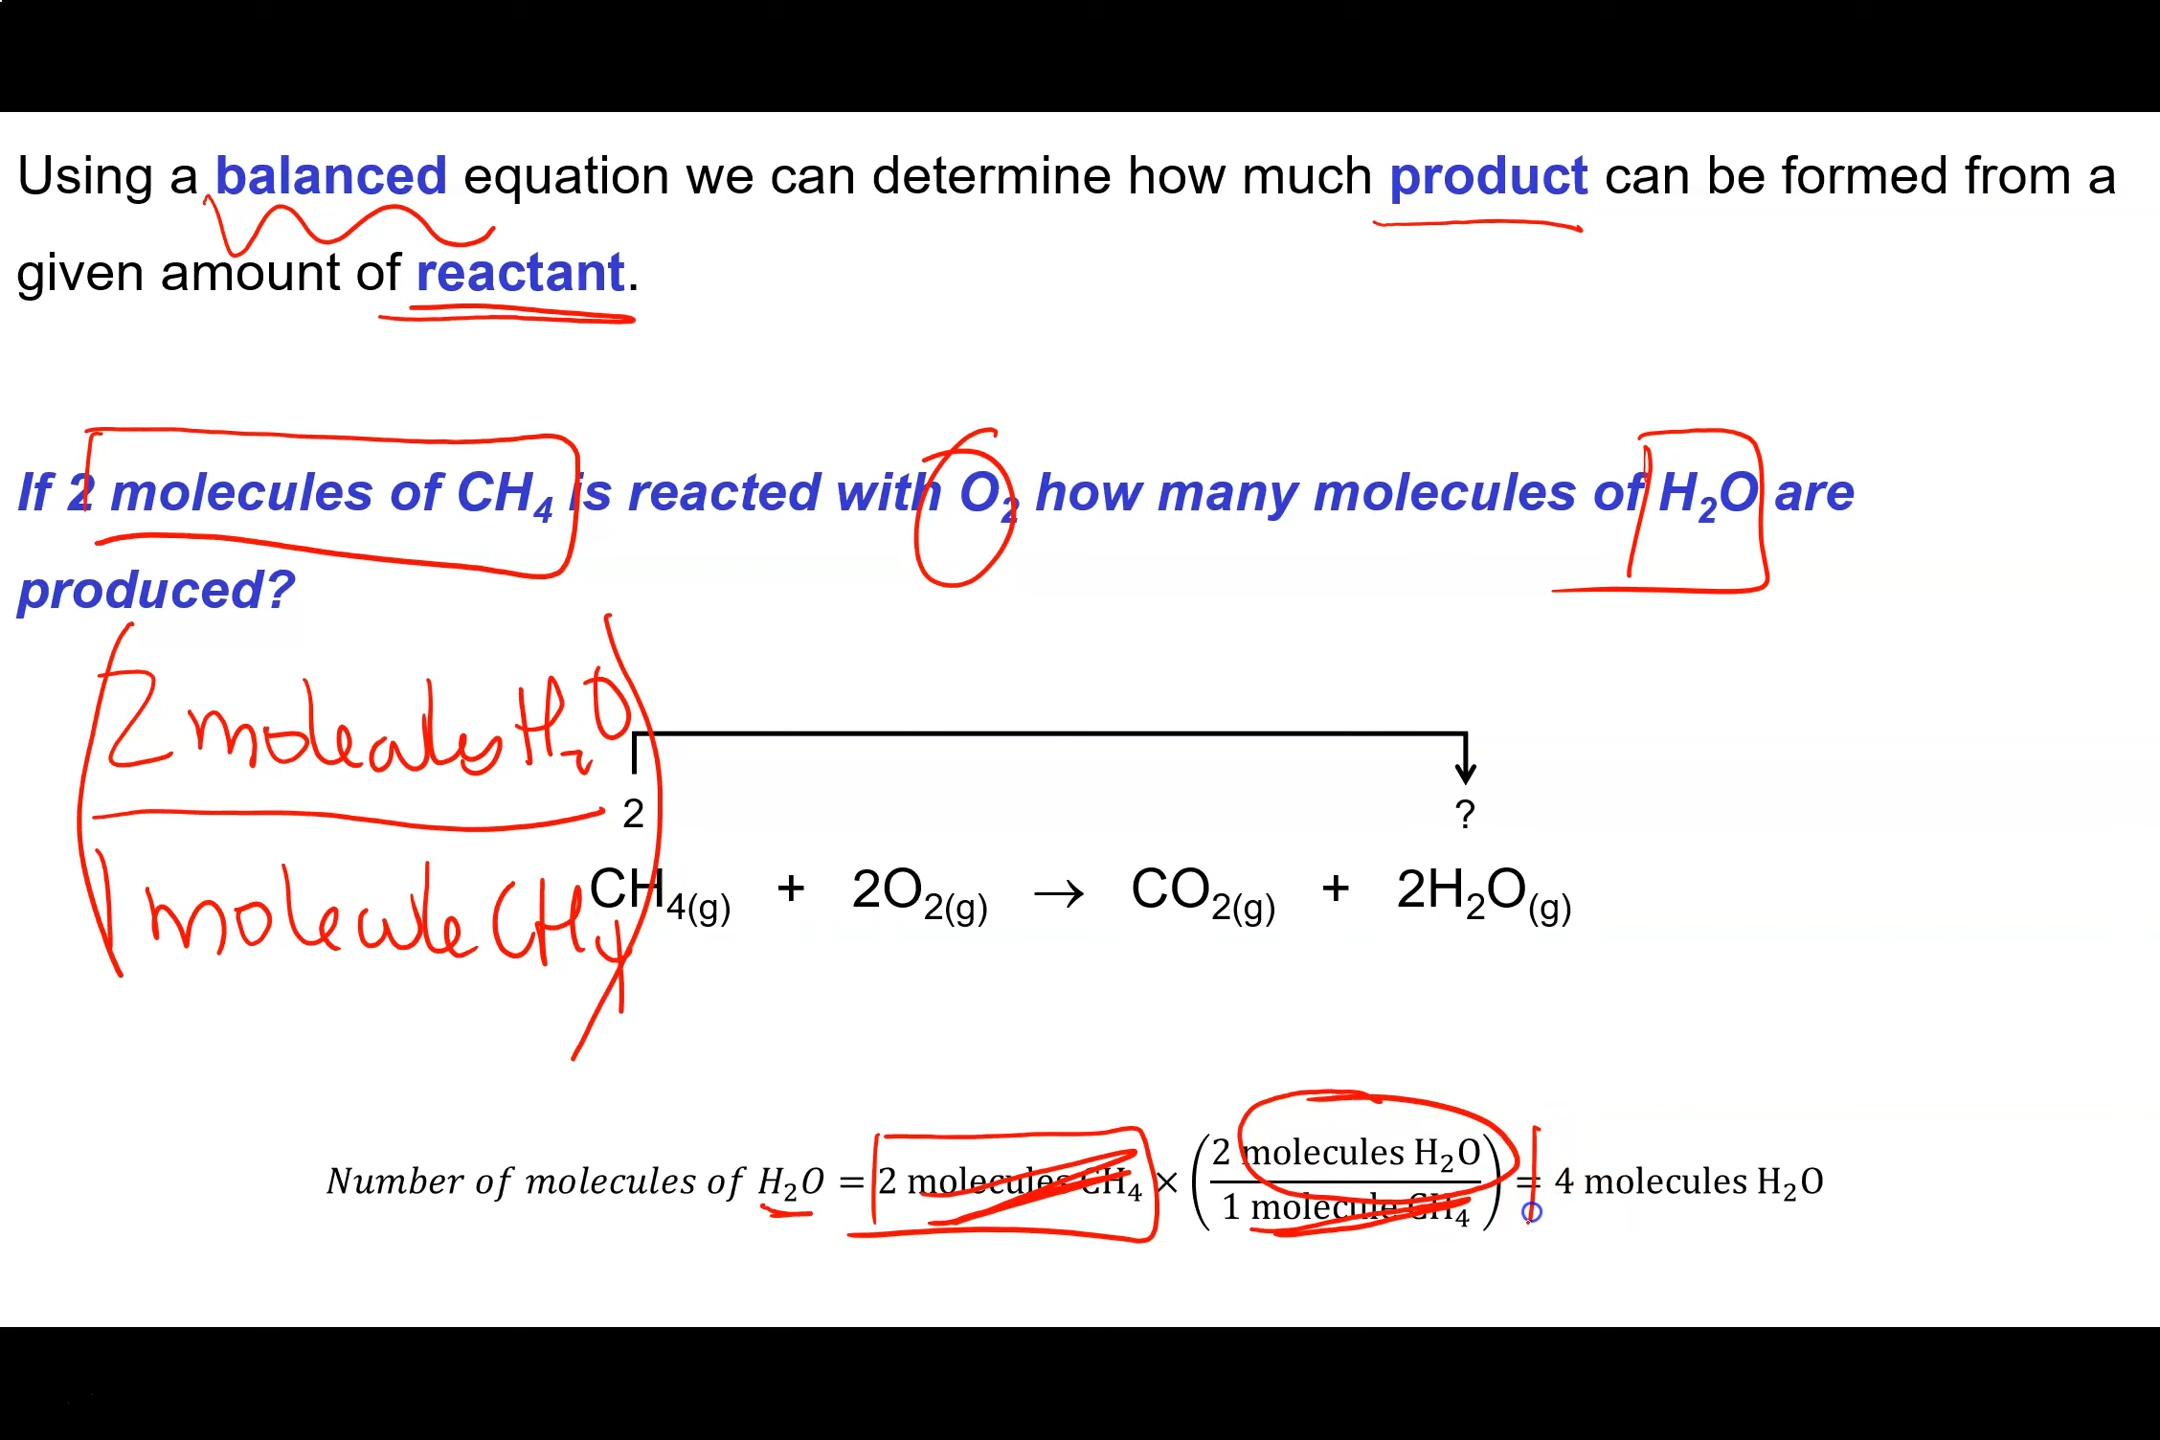 Using a balanced equation we can determine how much product can be formed from a
given amount of reactant.
If 2 molecules of CH₄ is reacted with O₂ how many molecules of H₂O are
produced?
2 molecules H₂O
1 molecule CH₄
2 ?
CH₄(g) + 2O₂(g) → CO₂(g) + 2H₂O(g)
Number of molecules of H₂O = 2 molecules CH₄ × (2 molecules H₂O / 1 molecule CH₄) = 4 molecules H₂O